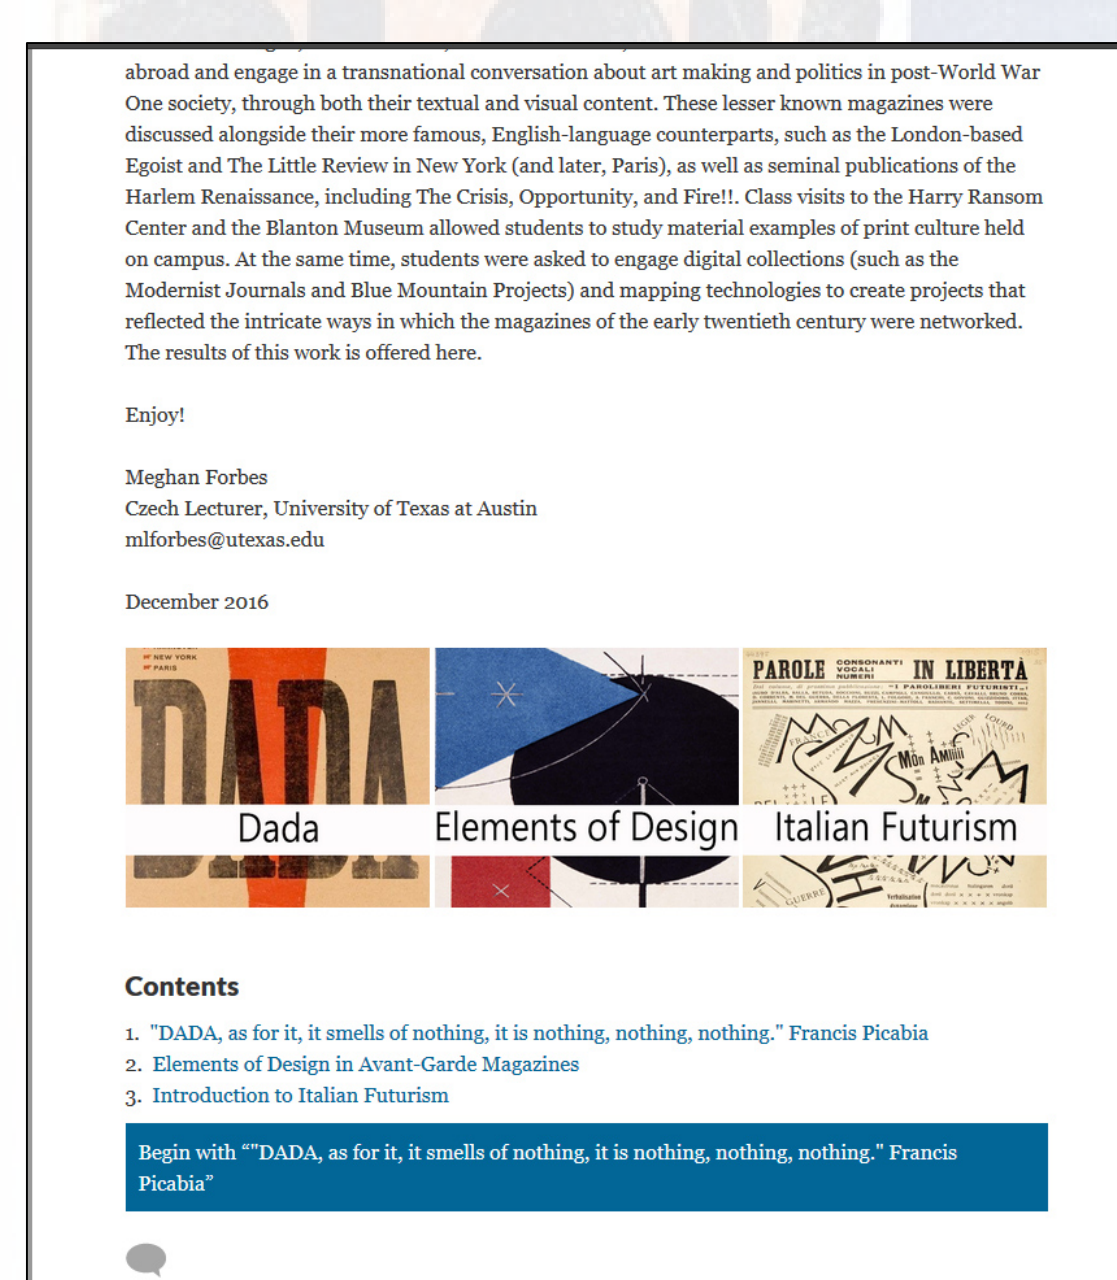 abroad and engage in a transnational conversation about art making and politics in post-World War
One society, through both their textual and visual content. These lesser known magazines were
discussed alongside their more famous, English-language counterparts, such as the London-based
Egoist and The Little Review in New York (and later, Paris), as well as seminal publications of the
Harlem Renaissance, including The Crisis, Opportunity, and Fire!!. Class visits to the Harry Ransom
Center and the Blanton Museum allowed students to study material examples of print culture held
on campus. At the same time, students were asked to engage digital collections (such as the
Modernist Journals and Blue Mountain Projects) and mapping technologies to create projects that
reflected the intricate ways in which the magazines of the early twentieth century were networked.
The results of this work is offered here.
Enjoy!
Meghan Forbes
Czech Lecturer, University of Texas at Austin
mlforbes@utexas.edu
December 2016
NEW YORK
PARIS
DADA
Dada
DADA
Elements of Design
PAROLE CONSONANTI VOCALI NUMERI IN LIBERTÀ
FRANCE
LEGER LOURD
Mon AMiiiii
Italian Futurism
GUERRE
Verbalisation
Contents
1. "DADA, as for it, it smells of nothing, it is nothing, nothing, nothing." Francis Picabia
2. Elements of Design in Avant-Garde Magazines
3. Introduction to Italian Futurism
Begin with “"DADA, as for it, it smells of nothing, it is nothing, nothing, nothing." Francis
Picabia”